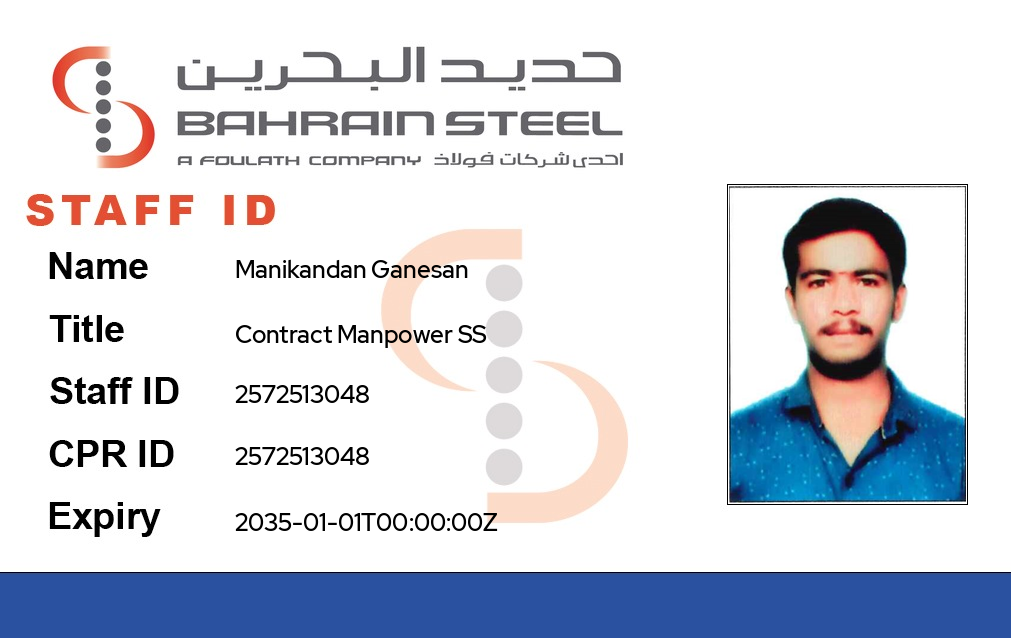 حديد البحرين
BAHRAIN STEEL
A FOULATH COMPANY احدى شركات فولاذ
STAFF ID
Name Manikandan Ganesan
Title Contract Manpower SS
Staff ID 2572513048
CPR ID 2572513048
Expiry 2035-01-01T00:00:00Z